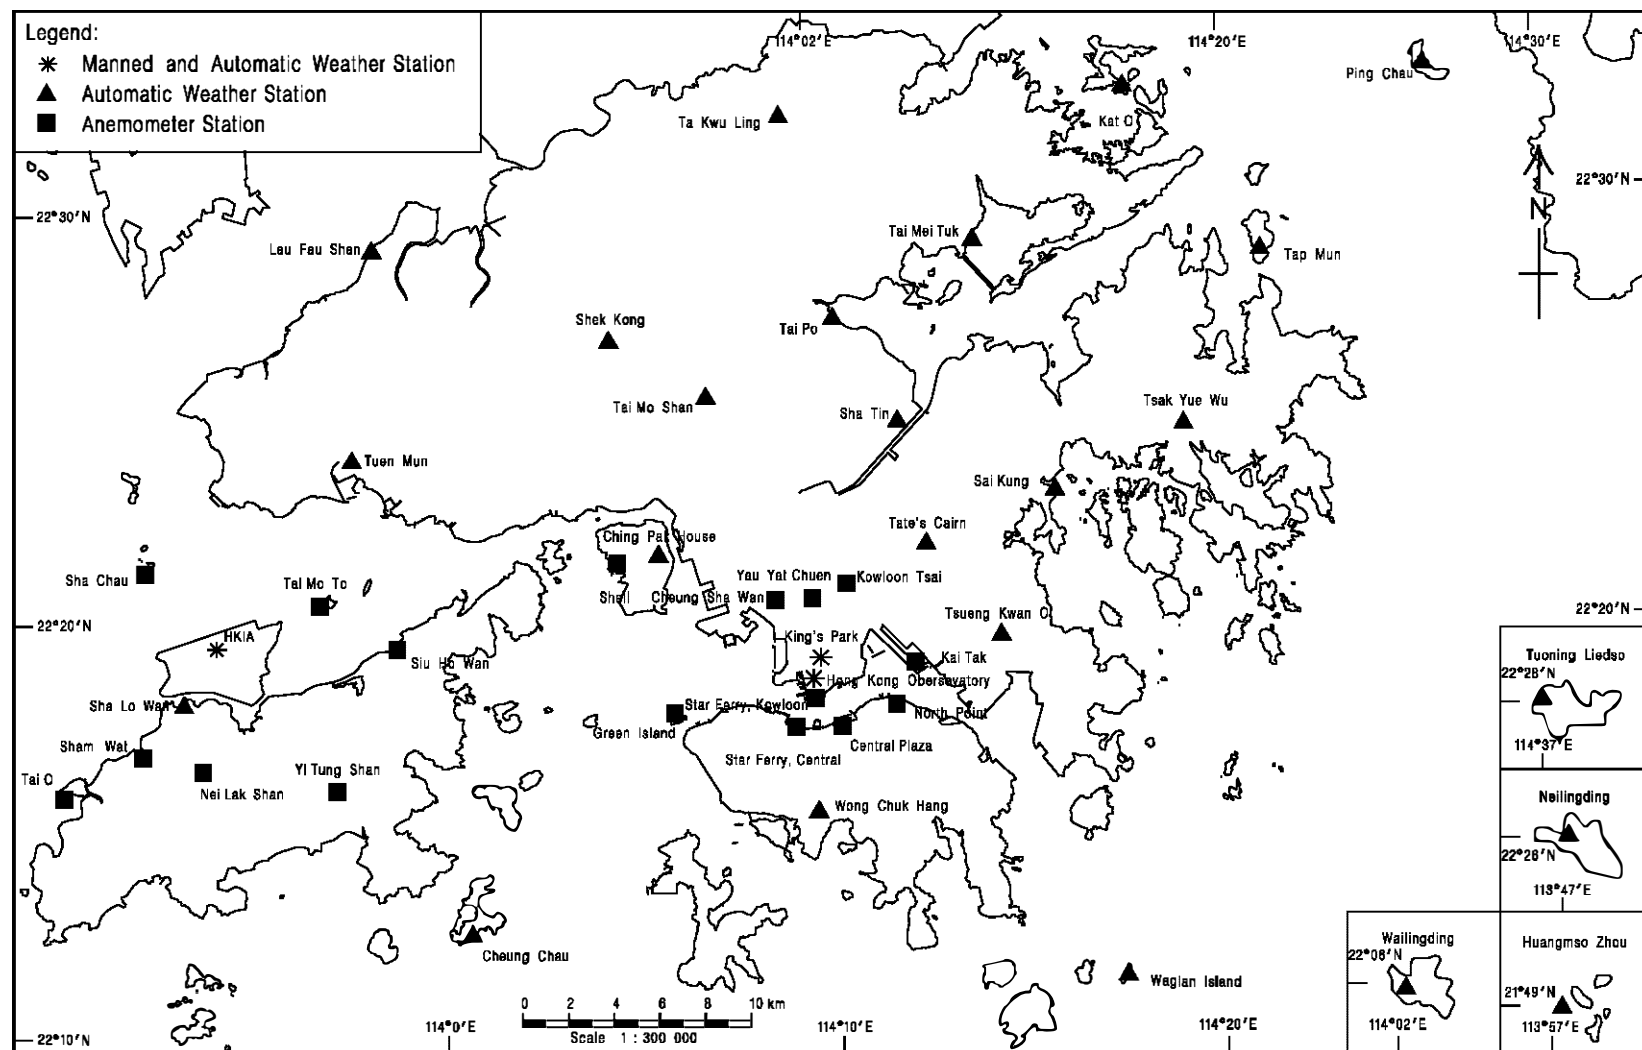 Legend:
Manned and Automatic Weather Station
Automatic Weather Station
Anemometer Station
114°02'E
114°20'E
114°30'E
Ping Chau
Ta Kwu Ling
Kat O
22°30'N
22°30'N
N
Lau Fau Shan
Tai Mei Tuk
Tap Mun
Shek Kong
Tai Po
Tai Mo Shan
Sha Tin
Tsak Yue Wu
Tuen Mun
Sai Kung
Tate's Cairn
Ching Pak House
Sha Chau
Tai Mo To
Yau Yat Chuen
Kowloon Tsai
Shell
Cheung Sha Wan
Tsueng Kwan O
22°20'N
22°20'N
HKIA
King's Park
Siu Ho Wan
Kai Tak
Tuoning Liedso
22°28'N
Hong Kong Obersavatory
Sha Lo Wan
Star Ferry, Kowloon
North Point
Green Island
114°37'E
Sham Wat
Central Plaza
Star Ferry, Central
Tai O
Yi Tung Shan
Nei Lak Shan
Neilingding
Wong Chuk Hang
22°28'N
113°47'E
Cheung Chau
Wailingding
Huangmso Zhou
22°08'N
Waglan Island
21°49'N
0 2 4 6 8 10 km
Scale 1 : 300 000
22°10'N
114°0'E
114°10'E
114°20'E
114°02'E
113°57'E